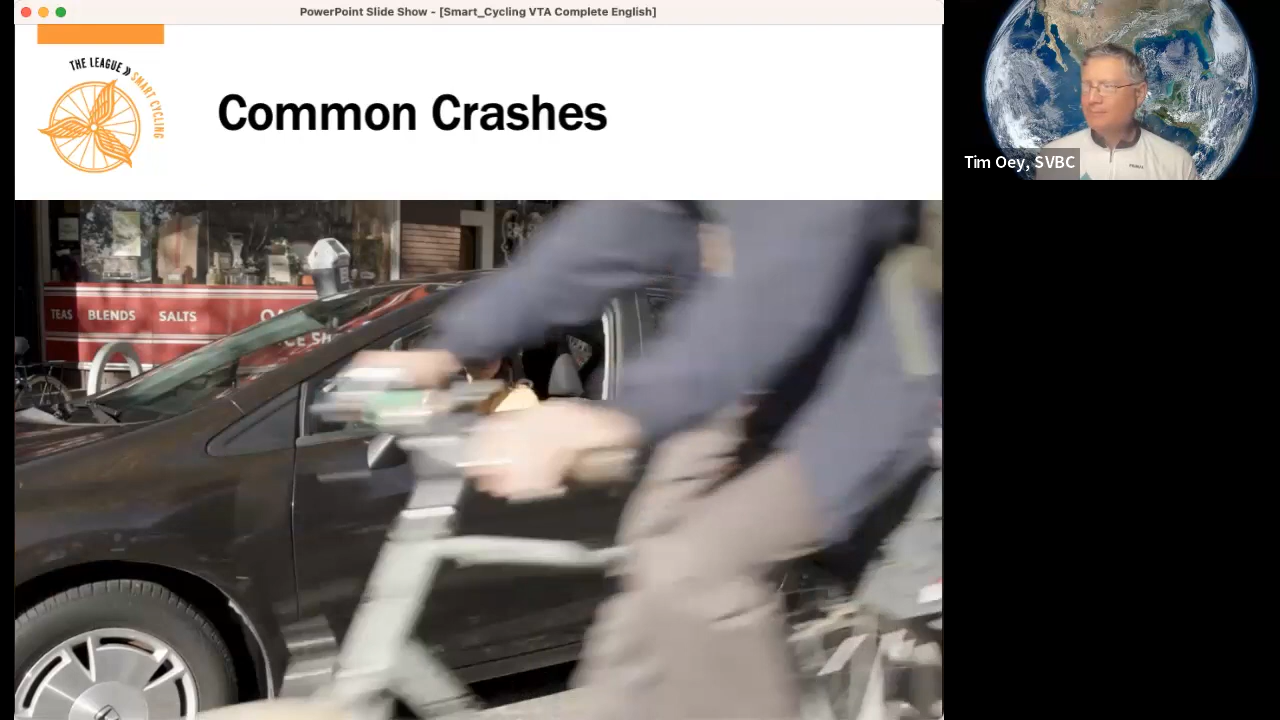 PowerPoint Slide Show - [Smart_Cycling VTA Complete English]
THE LEAGUE
SMART CYCLING
Common Crashes
Tim Oey, SVBC
TEAS BLENDS SALTS